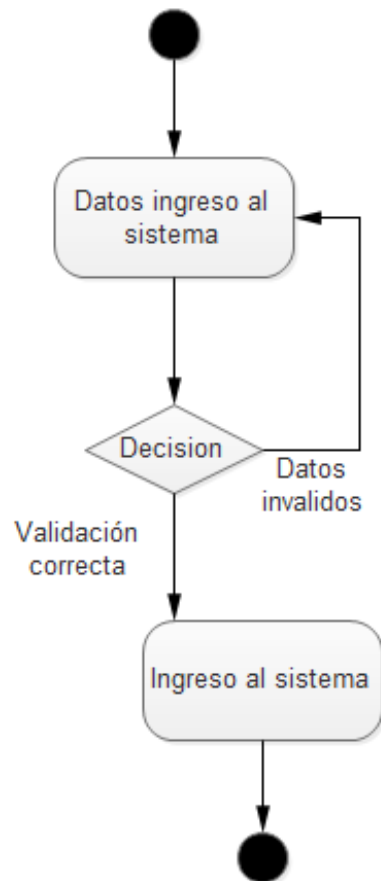 Datos ingreso al
sistema
Decision
Datos
invalidos
Validación
correcta
Ingreso al sistema